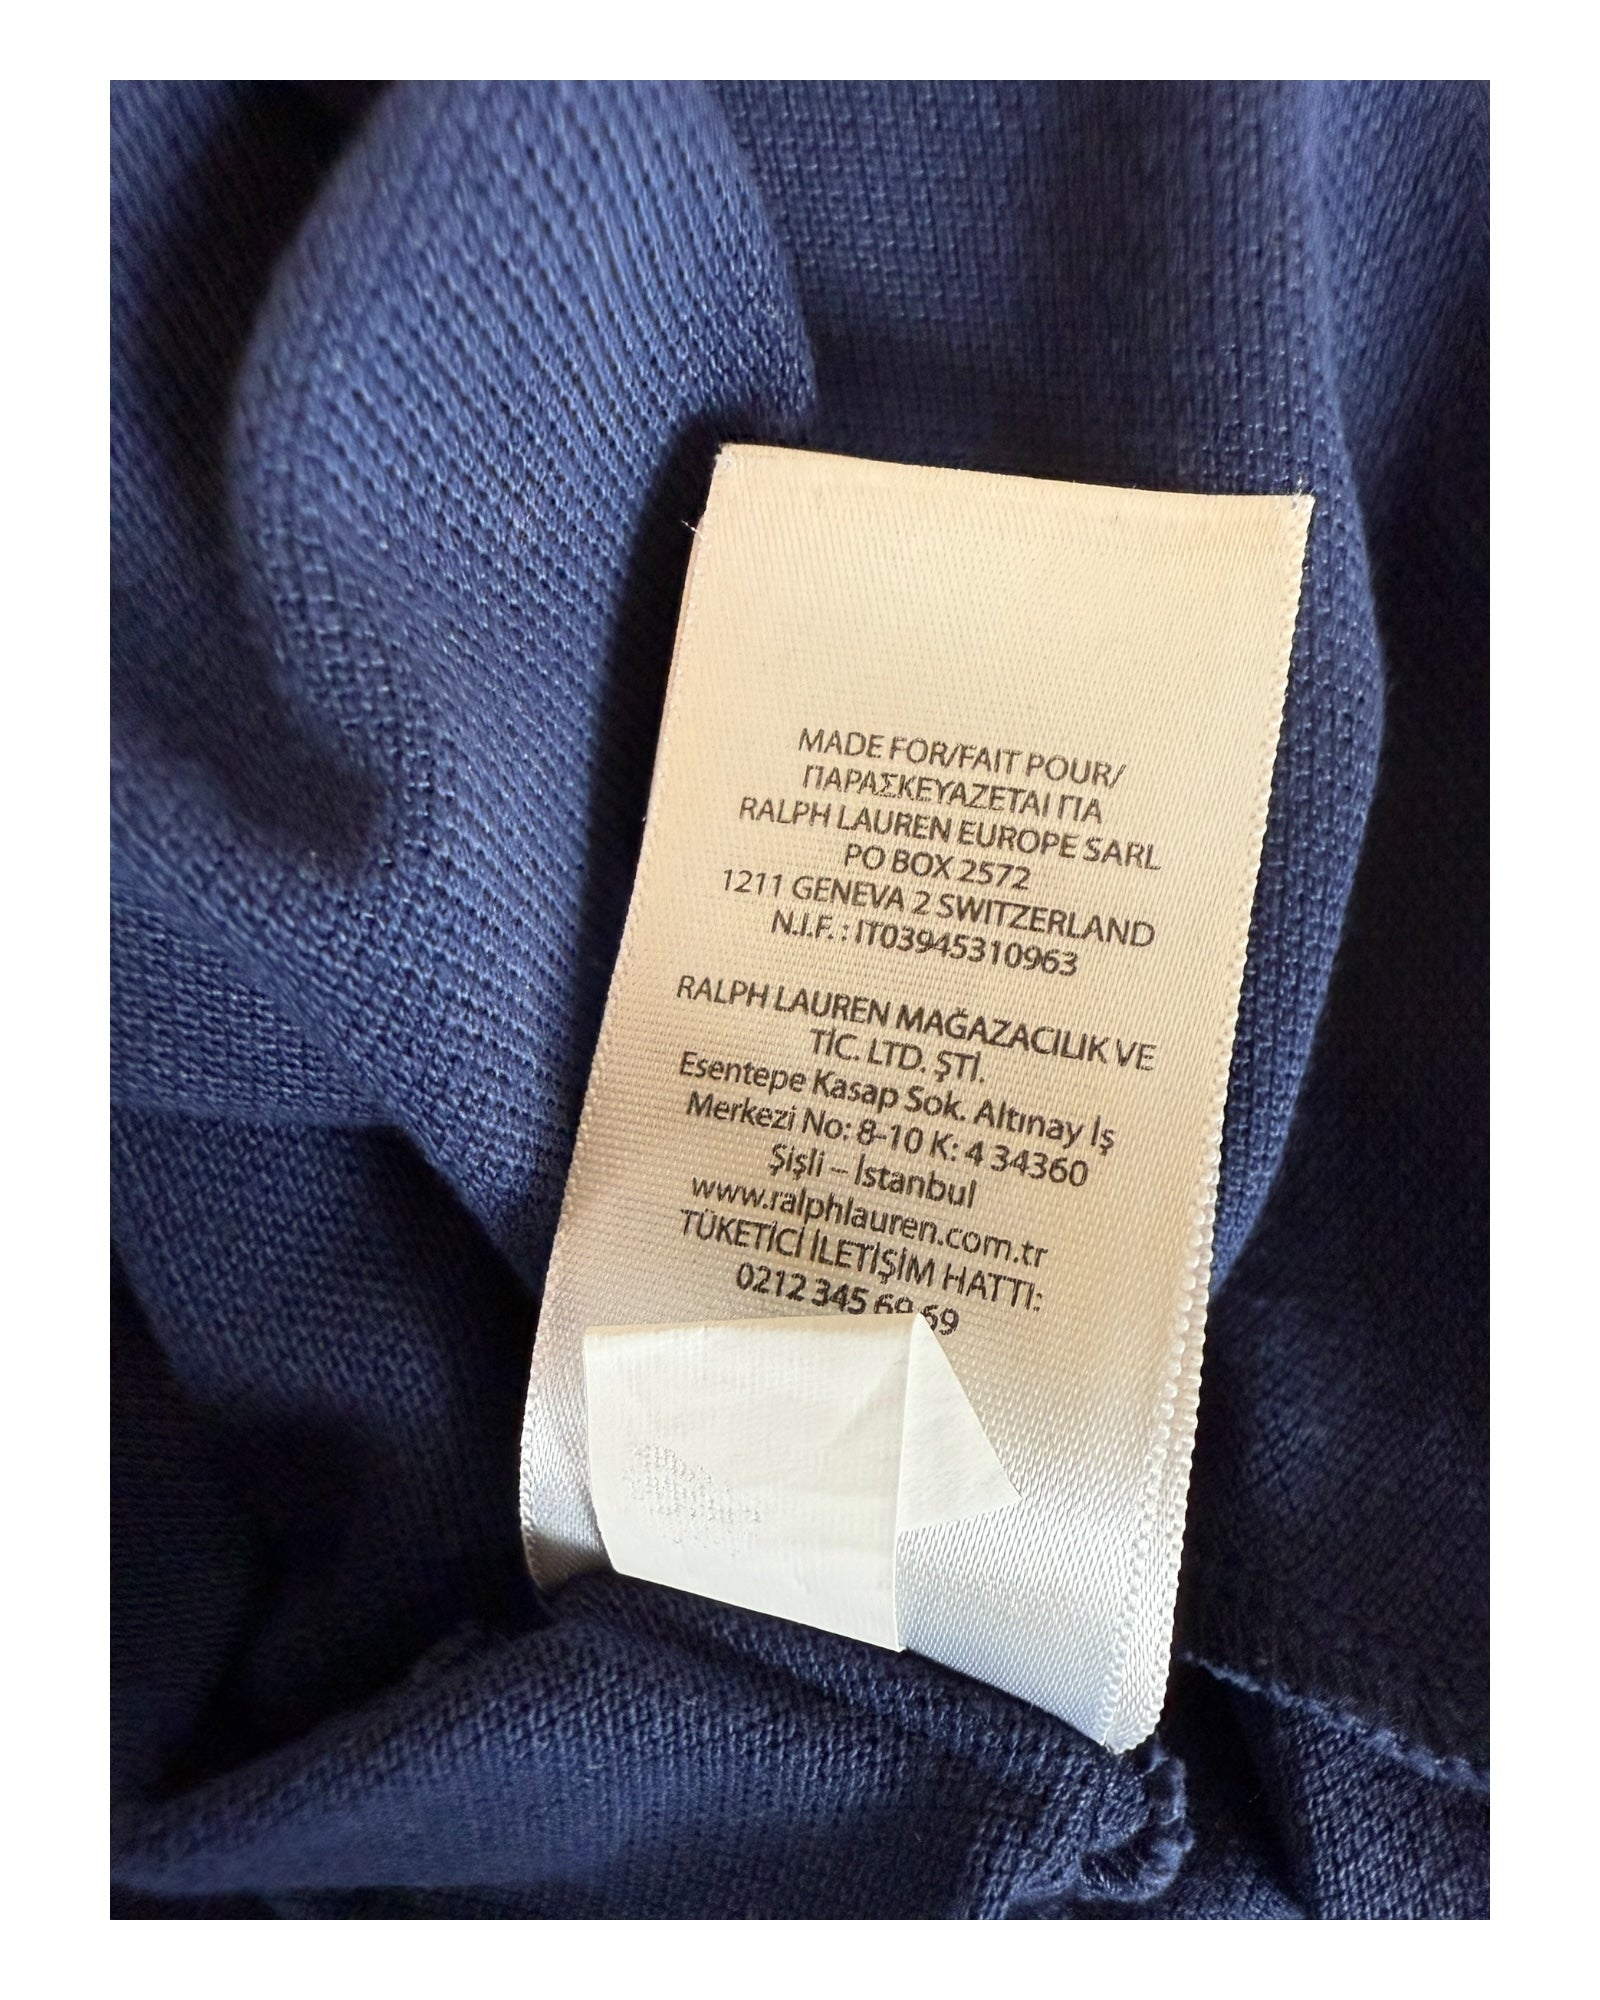 MADE FOR/FAIT POUR/
ΠΑΡΑΣΚΕΥΑΖΕΤΑΙ ΓΙΑ
RALPH LAUREN EUROPE SARL
PO BOX 2572
1211 GENEVA 2 SWITZERLAND
N.I.F. : IT03945310963
RALPH LAUREN MAĞAZACILIK VE
TİC. LTD. ŞTİ.
Esentepe Kasap Sok. Altınay İş
Merkezi No: 8-10 K: 4 34360
Şişli – İstanbul
www.ralphlauren.com.tr
TÜKETİCİ İLETİŞİM HATTI:
0212 345 69 69